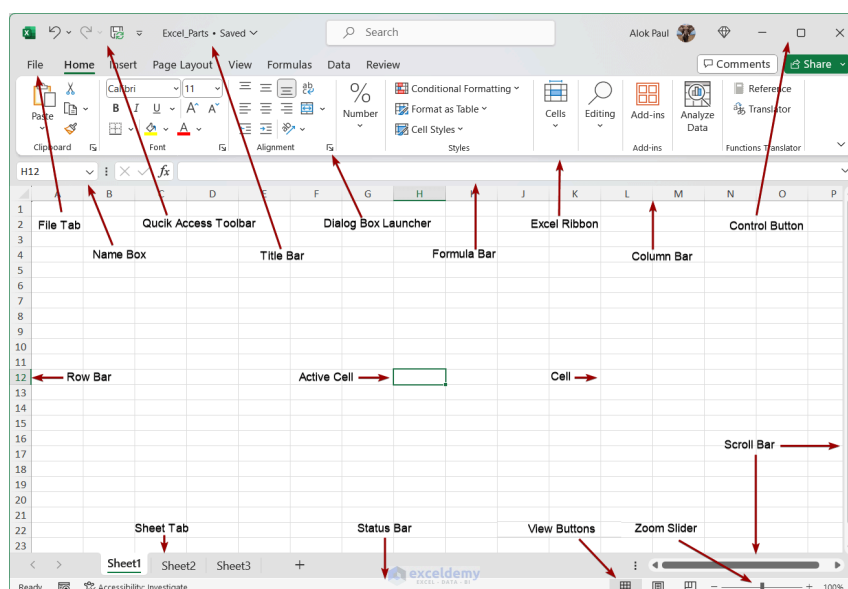 Excel_Parts • Saved
Search
Alok Paul
File Home Insert Page Layout View Formulas Data Review
Comments
Share
Paste
Calibri
11
B I U
A A
A
ab
%
Number
Conditional Formatting
Format as Table
Cell Styles
Cells
Editing
Add-ins
Analyze
Data
Reference
Translator
Clipboard
Font
Alignment
Styles
Add-ins
Functions Translator
H12
fx
A B C D E F G H I J K L M N O P
1
2
File Tab
Qucik Access Toolbar
Dialog Box Launcher
Excel Ribbon
Control Button
3
4
Name Box
Title Bar
Formula Bar
Column Bar
5
6
7
8
9
10
11
12
Row Bar
Active Cell
Cell
13
14
15
16
Scroll Bar
17
18
19
20
21
22
Sheet Tab
Status Bar
View Buttons
Zoom Slider
23
Sheet1 Sheet2 Sheet3 +
exceldemy
EXCEL - DATA - BI
Ready
Accessibility: Investigate
− + 100%